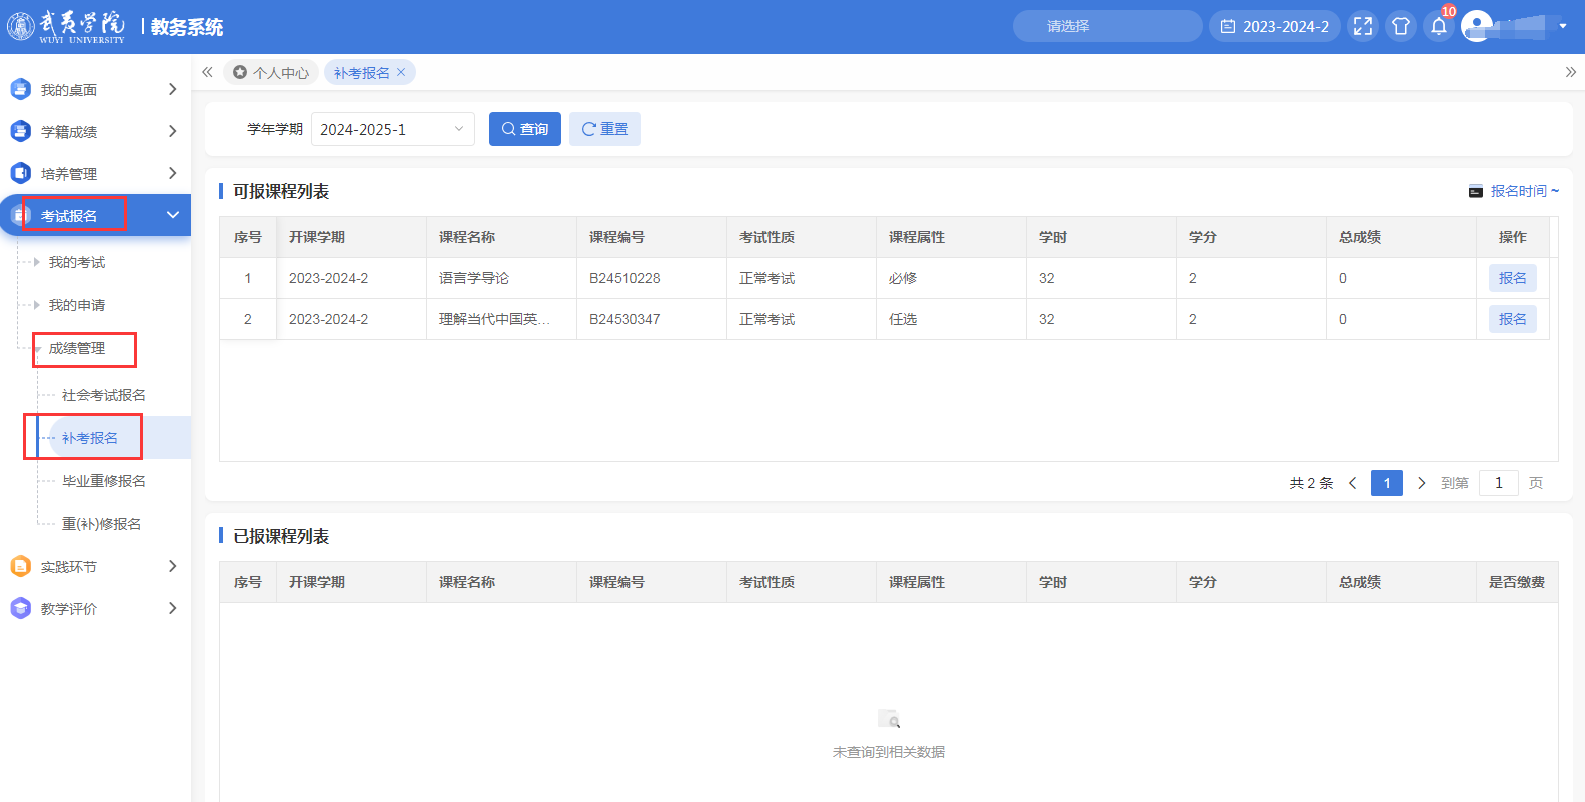 武夷学院 WUYI UNIVERSITY 教务系统
请选择 2023-2024-2 10
我的桌面
学籍成绩
培养管理
考试报名
我的考试
我的申请
成绩管理
社会考试报名
补考报名
毕业重修报名
重(补)修报名
实践环节
教学评价
个人中心 补考报名 ×
学年学期 2024-2025-1 查询 重置
可报课程列表 报名时间 ~
序号 开课学期 课程名称 课程编号 考试性质 课程属性 学时 学分 总成绩 操作
1 2023-2024-2 语言学导论 B24510228 正常考试 必修 32 2 0 报名
2 2023-2024-2 理解当代中国英... B24530347 正常考试 任选 32 2 0 报名
共 2 条 1 到第 1 页
已报课程列表
序号 开课学期 课程名称 课程编号 考试性质 课程属性 学时 学分 总成绩 是否缴费
未查询到相关数据